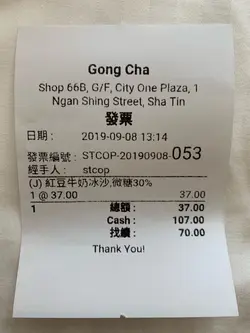 Gong Cha
Shop 66B, G/F, City One Plaza, 1
Ngan Shing Street, Sha Tin
發票
日期 : 2019-09-08 13:14
發票編號 : STCOP-20190908-053
經手人 : stcop
(J) 紅豆牛奶冰沙,微糖30%
1 @ 37.00 37.00
1 總額 : 37.00
Cash : 107.00
找續 : 70.00
Thank You!